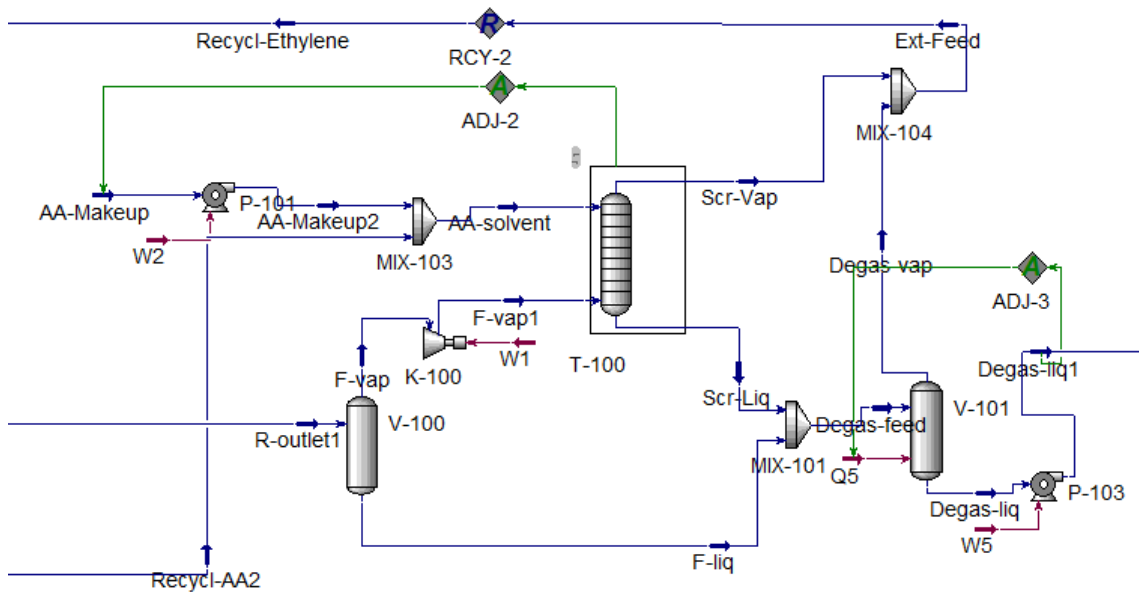 R
Recycl-Ethylene
RCY-2
Ext-Feed
A
ADJ-2
MIX-104
AA-Makeup
P-101
AA-Makeup2
AA-solvent
Scr-Vap
W2
MIX-103
Degas-vap
A
ADJ-3
F-vap1
W1
T-100
F-vap
K-100
Degas-liq1
Scr-Liq
V-101
R-outlet1
V-100
Degas-feed
MIX-101
Q5
P-103
Degas-liq
W5
F-liq
Recycl-AA2